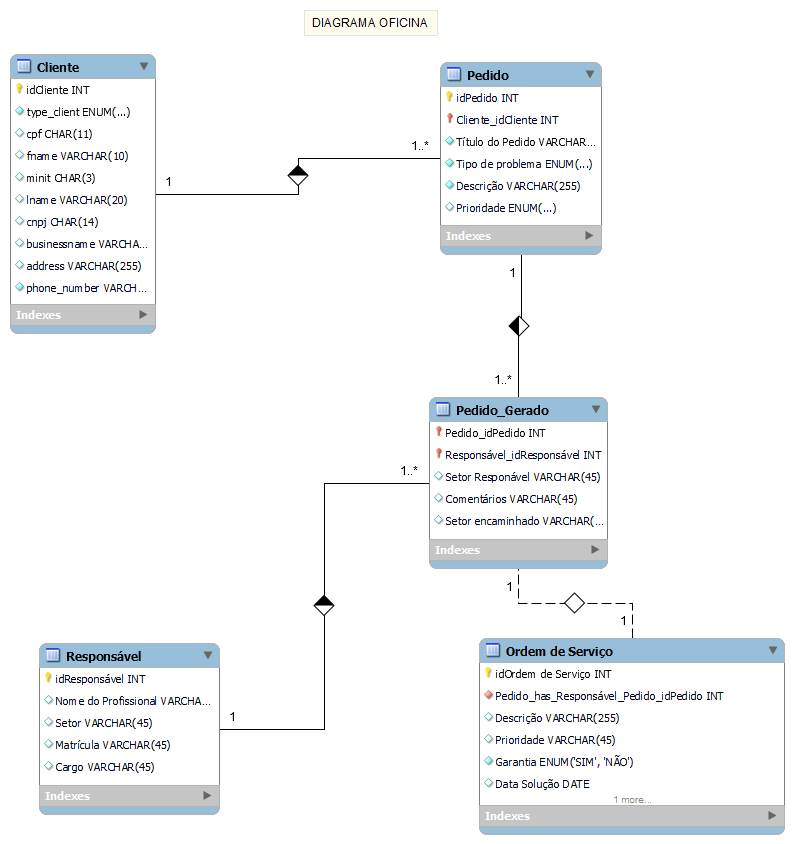 DIAGRAMA OFICINA
Cliente
idCliente INT
type_client ENUM(...)
cpf CHAR(11)
fname VARCHAR(10)
minit CHAR(3)
lname VARCHAR(20)
cnpj CHAR(14)
businessname VARCHA...
address VARCHAR(255)
phone_number VARCH...
Indexes
1
1..*
Pedido
idPedido INT
Cliente_idCliente INT
Título do Pedido VARCHAR...
Tipo de problema ENUM(...)
Descrição VARCHAR(255)
Prioridade ENUM(...)
Indexes
1
1..*
Pedido_Gerado
Pedido_idPedido INT
Responsável_idResponsável INT
Setor Responável VARCHAR(45)
Comentários VARCHAR(45)
Setor encaminhado VARCHAR(...
Indexes
1..*
1
Responsável
idResponsável INT
Nome do Profissional VARCHA...
Setor VARCHAR(45)
Matrícula VARCHAR(45)
Cargo VARCHAR(45)
Indexes
1
1
Ordem de Serviço
idOrdem de Serviço INT
Pedido_has_Responsável_Pedido_idPedido INT
Descrição VARCHAR(255)
Prioridade VARCHAR(45)
Garantia ENUM('SIM', 'NÃO')
Data Solução DATE
1 more...
Indexes